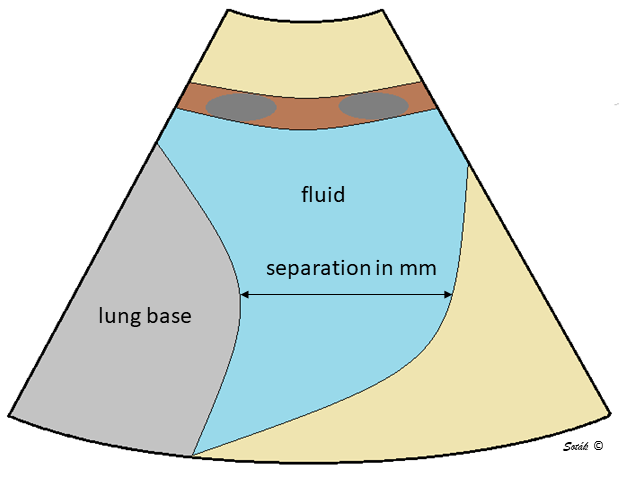 fluid
separation in mm
lung base
Soták ©